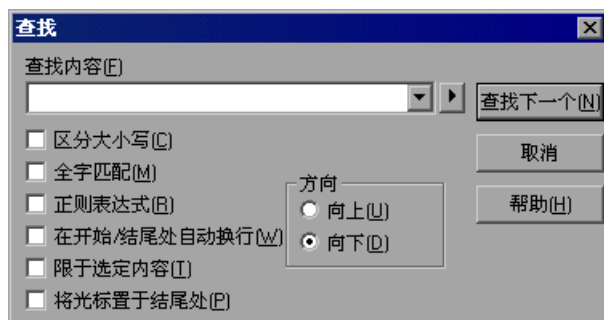 查找
查找内容(F)
查找下一个(N)
区分大小写(C)
取消
全字匹配(M)
方向
正则表达式(R)
向上(U)
帮助(H)
在开始/结尾处自动换行(W)
向下(D)
限于选定内容(T)
将光标置于结尾处(P)